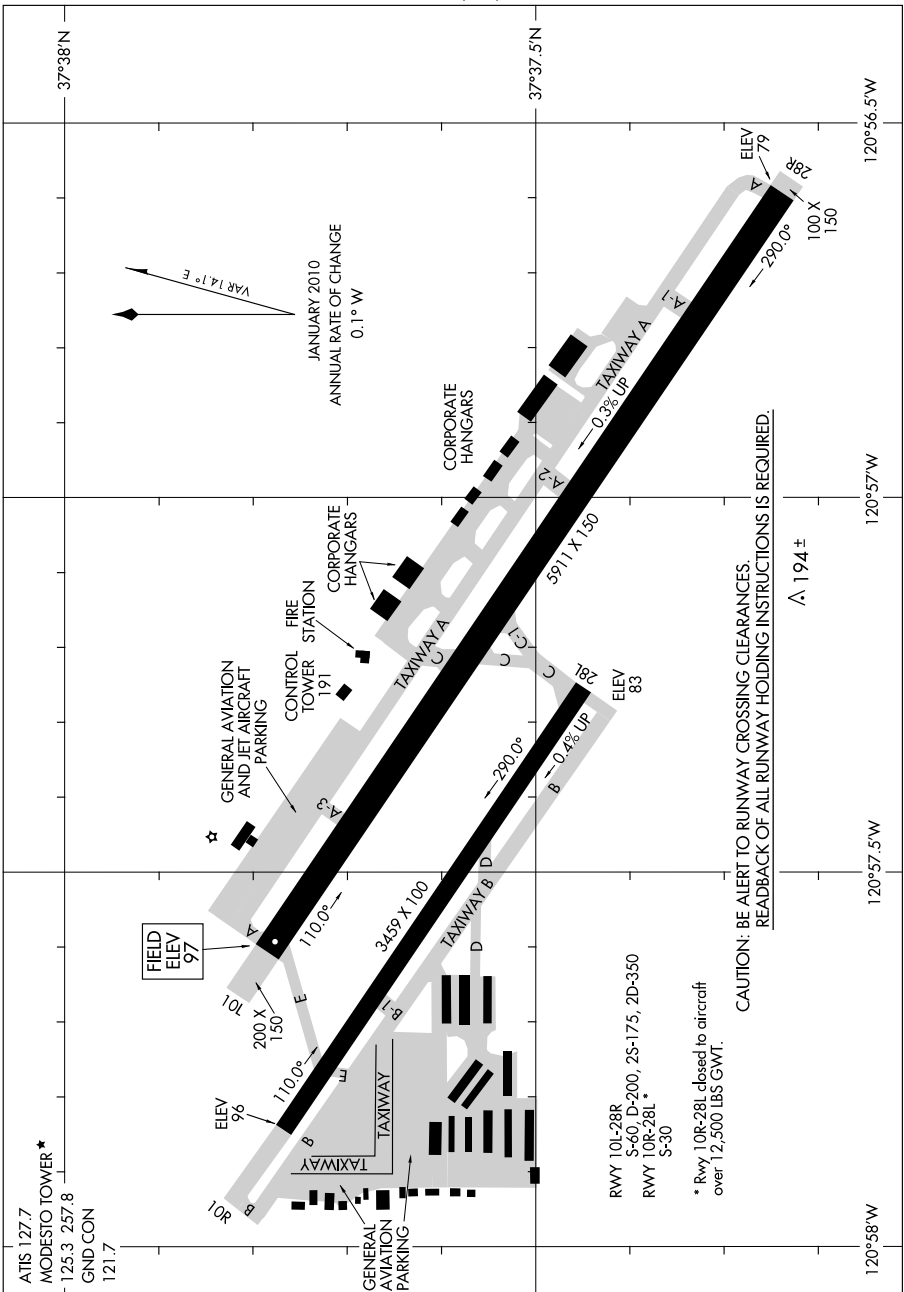 ATIS 127.7
MODESTO TOWER ★
125.3 257.8
GND CON
121.7
37°38'N
37°37.5'N
120°56.5'W
120°57'W
120°57.5'W
120°58'W
VAR 14.1° E
JANUARY 2010
ANNUAL RATE OF CHANGE
0.1° W
FIELD
ELEV
97
GENERAL AVIATION
AND JET AIRCRAFT
PARKING
CONTROL
TOWER
191
FIRE
STATION
CORPORATE
HANGARS
CORPORATE
HANGARS
ELEV
79
28R
100 X
150
290.0°
A
A-1
TAXIWAY A
0.3% UP
A-2
5911 X 150
TAXIWAY A
C
C
C-1
C
A-3
A
110.0°
10L
200 X
150
E
E
110.0°
ELEV
96
B
B
10R
B-1
3459 X 100
TAXIWAY B
D
D
B
290.0°
0.4% UP
28L
ELEV
83
TAXIWAY
TAXIWAY
GENERAL
AVIATION
PARKING
RWY 10L-28R
S-60, D-200, 2S-175, 2D-350
RWY 10R-28L *
S-30
* Rwy 10R-28L closed to aircraft
over 12,500 LBS GWT.
194 ±
CAUTION: BE ALERT TO RUNWAY CROSSING CLEARANCES.
READBACK OF ALL RUNWAY HOLDING INSTRUCTIONS IS REQUIRED.